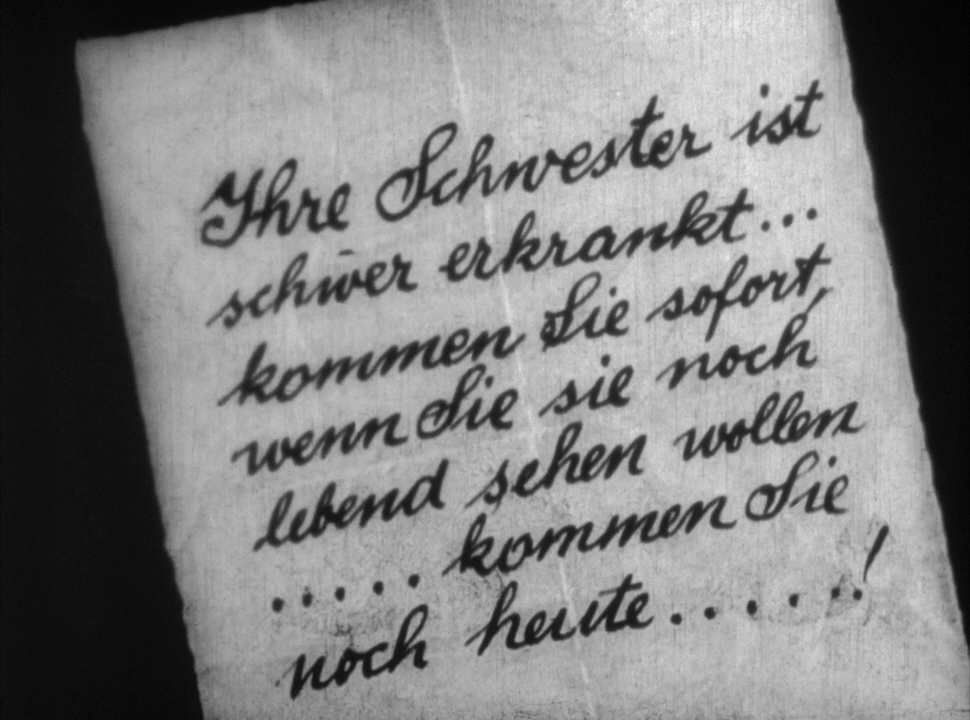 Ihre Schwester ist
schwer erkrankt...
kommen Sie sofort,
wenn Sie sie noch
lebend sehen wollen
..... kommen Sie
noch heute......!